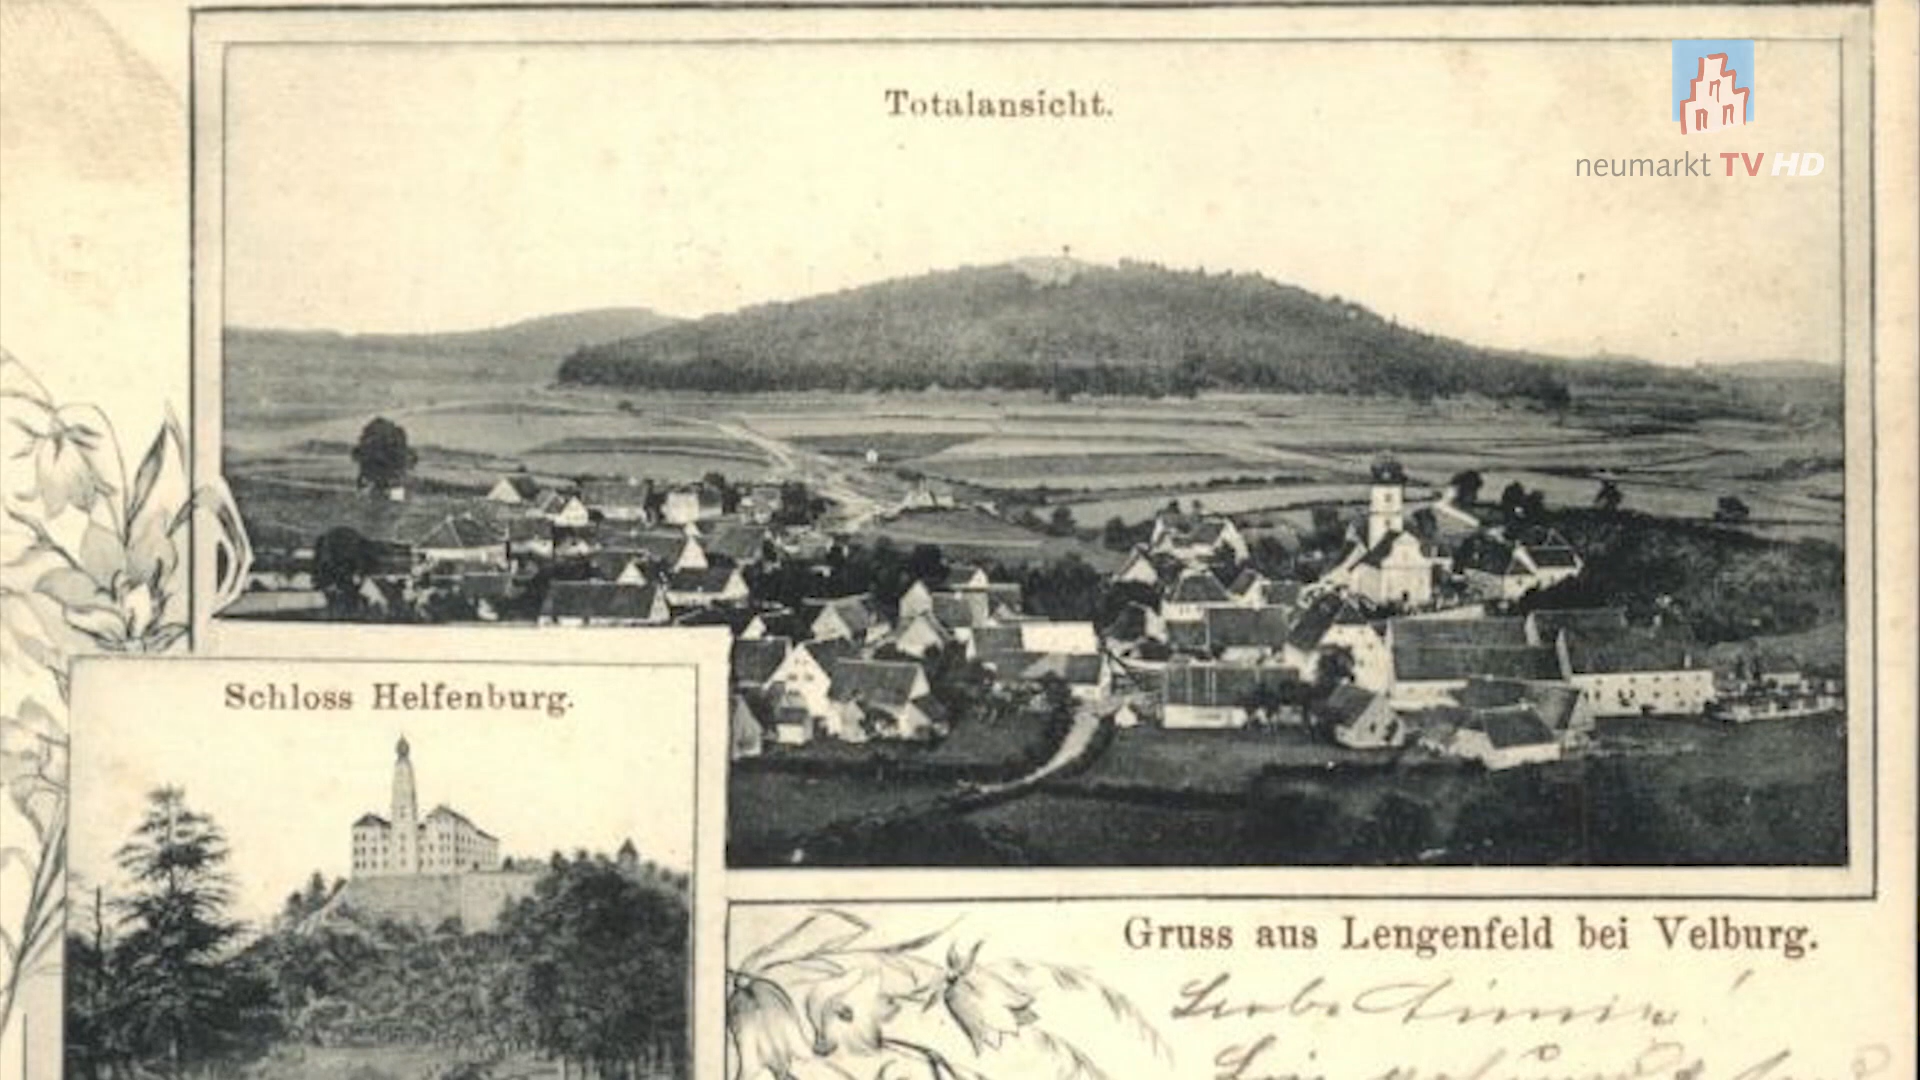 Totalansicht.
neumarkt TV HD
Schloss Helfenburg.
Gruss aus Lengenfeld bei Velburg.